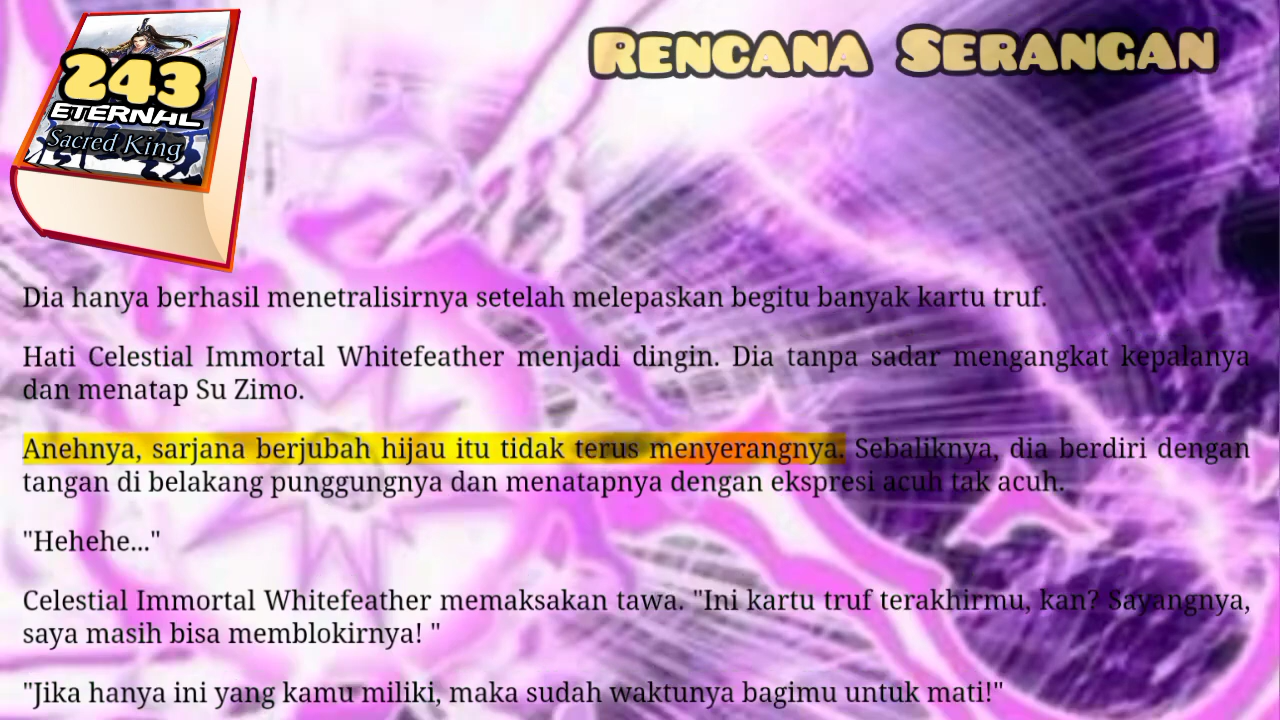 243
ETERNAL
Sacred King
RENCANA SERANGAN
Dia hanya berhasil menetralisirnya setelah melepaskan begitu banyak kartu truf.
Hati Celestial Immortal Whitefeather menjadi dingin. Dia tanpa sadar mengangkat kepalanya
dan menatap Su Zimo.
Anehnya, sarjana berjubah hijau itu tidak terus menyerangnya. Sebaliknya, dia berdiri dengan
tangan di belakang punggungnya dan menatapnya dengan ekspresi acuh tak acuh.
"Hehehe..."
Celestial Immortal Whitefeather memaksakan tawa. "Ini kartu truf terakhirmu, kan? Sayangnya,
saya masih bisa memblokirnya! "
"Jika hanya ini yang kamu miliki, maka sudah waktunya bagimu untuk mati!"